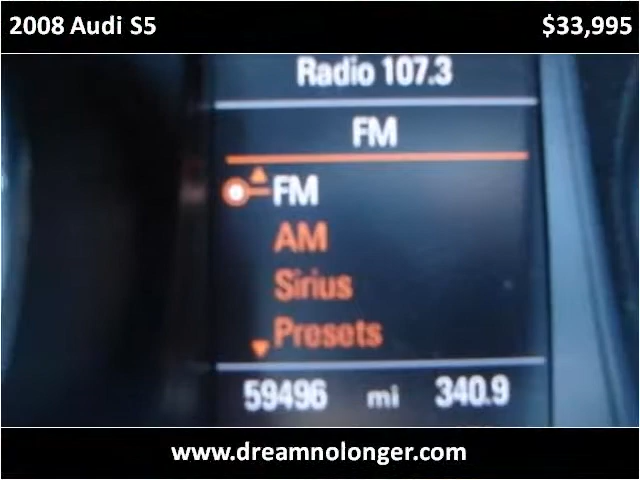 2008 Audi S5 $33,995
Radio 107.3
FM
FM
AM
Sirius
Presets
59496 mi 340.9
www.dreamnolonger.com